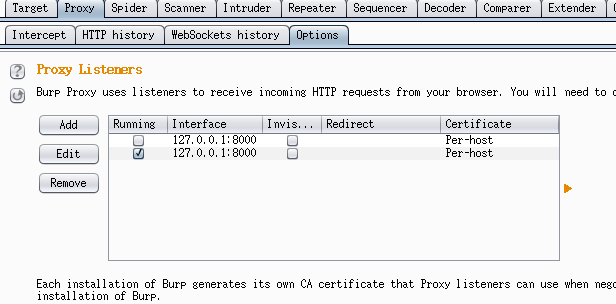 Target Proxy Spider Scanner Intruder Repeater Sequencer Decoder Comparer Extender
Intercept HTTP history WebSockets history Options
? Proxy Listeners
Burp Proxy uses listeners to receive incoming HTTP requests from your browser. You will need to
Add
Edit
Remove
Running Interface Invis... Redirect Certificate
127.0.0.1:8000 Per-host
127.0.0.1:8000 Per-host
Each installation of Burp generates its own CA certificate that Proxy listeners can use when
installation of Burp.